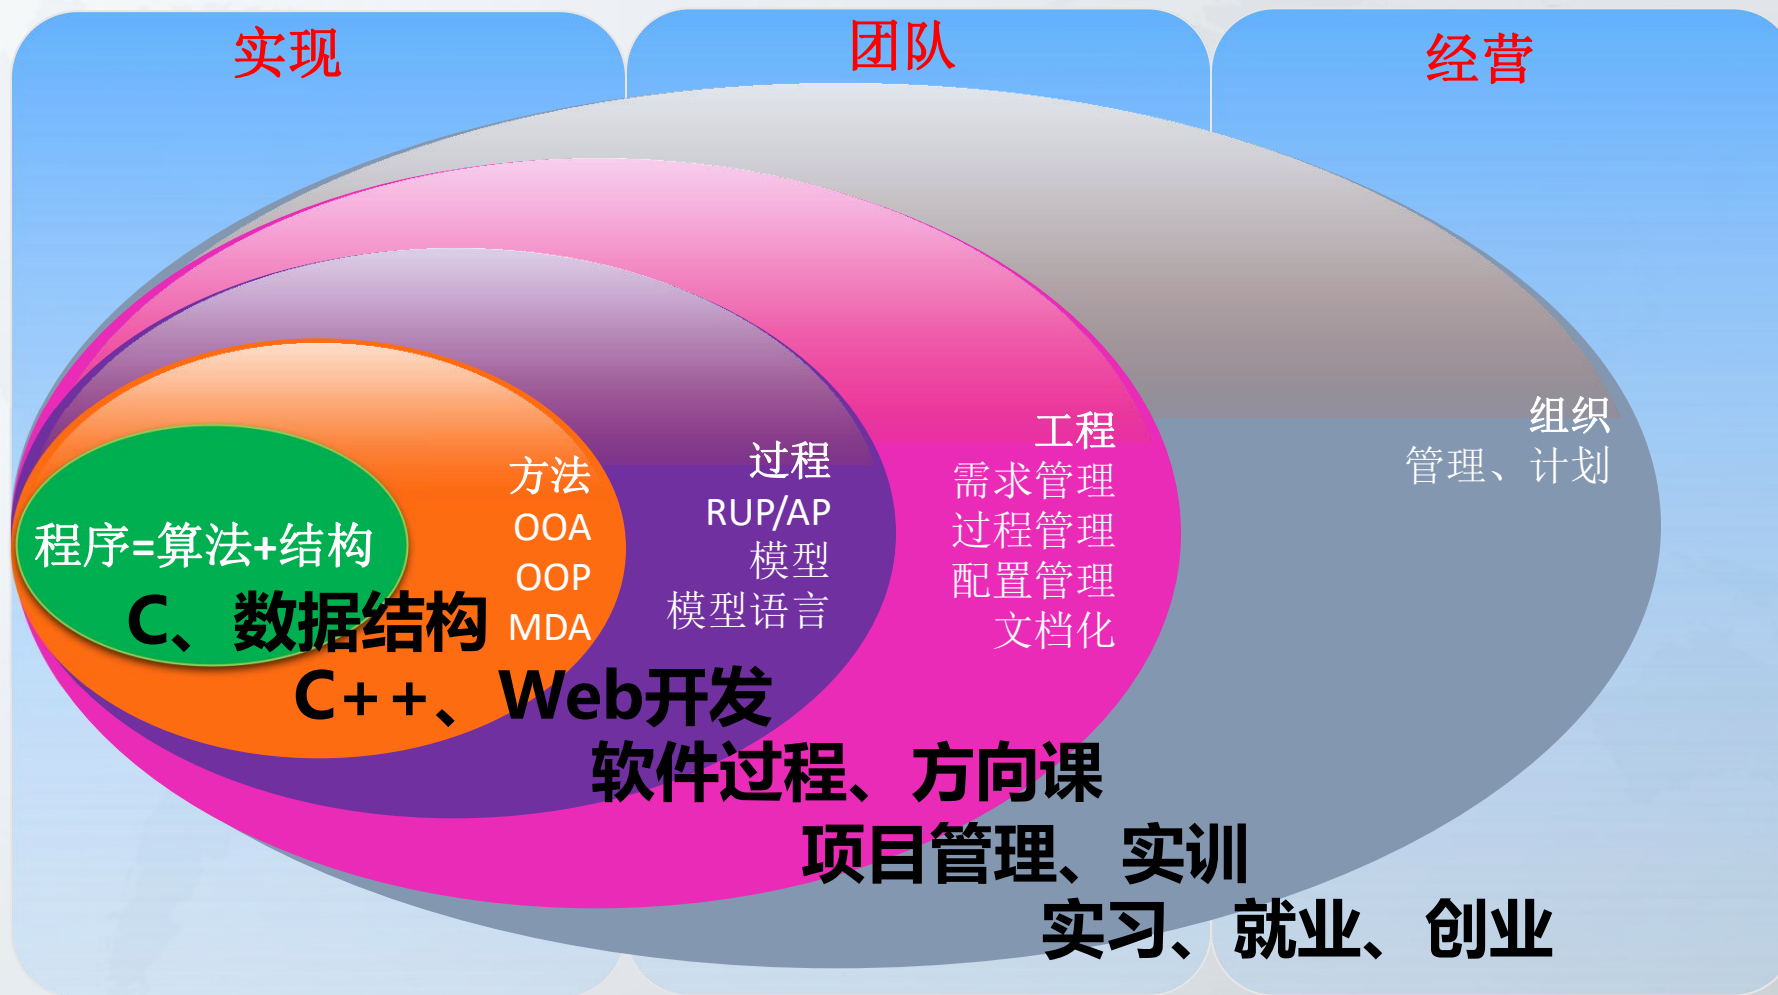 实现
团队
经营
程序=算法+结构
方法
OOA
OOP
MDA
过程
RUP/AP
模型
模型语言
工程
需求管理
过程管理
配置管理
文档化
组织
管理、计划
C、数据结构
C++、Web开发
软件过程、方向课
项目管理、实训
实习、就业、创业